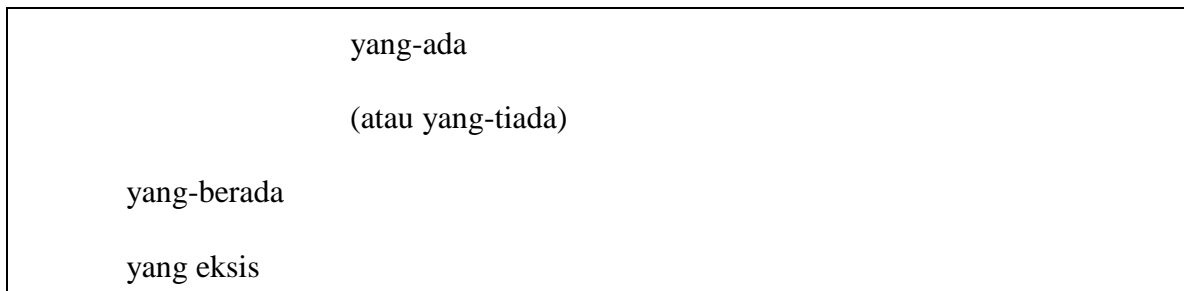 yang-ada
(atau yang-tiada)
yang-berada
yang eksis